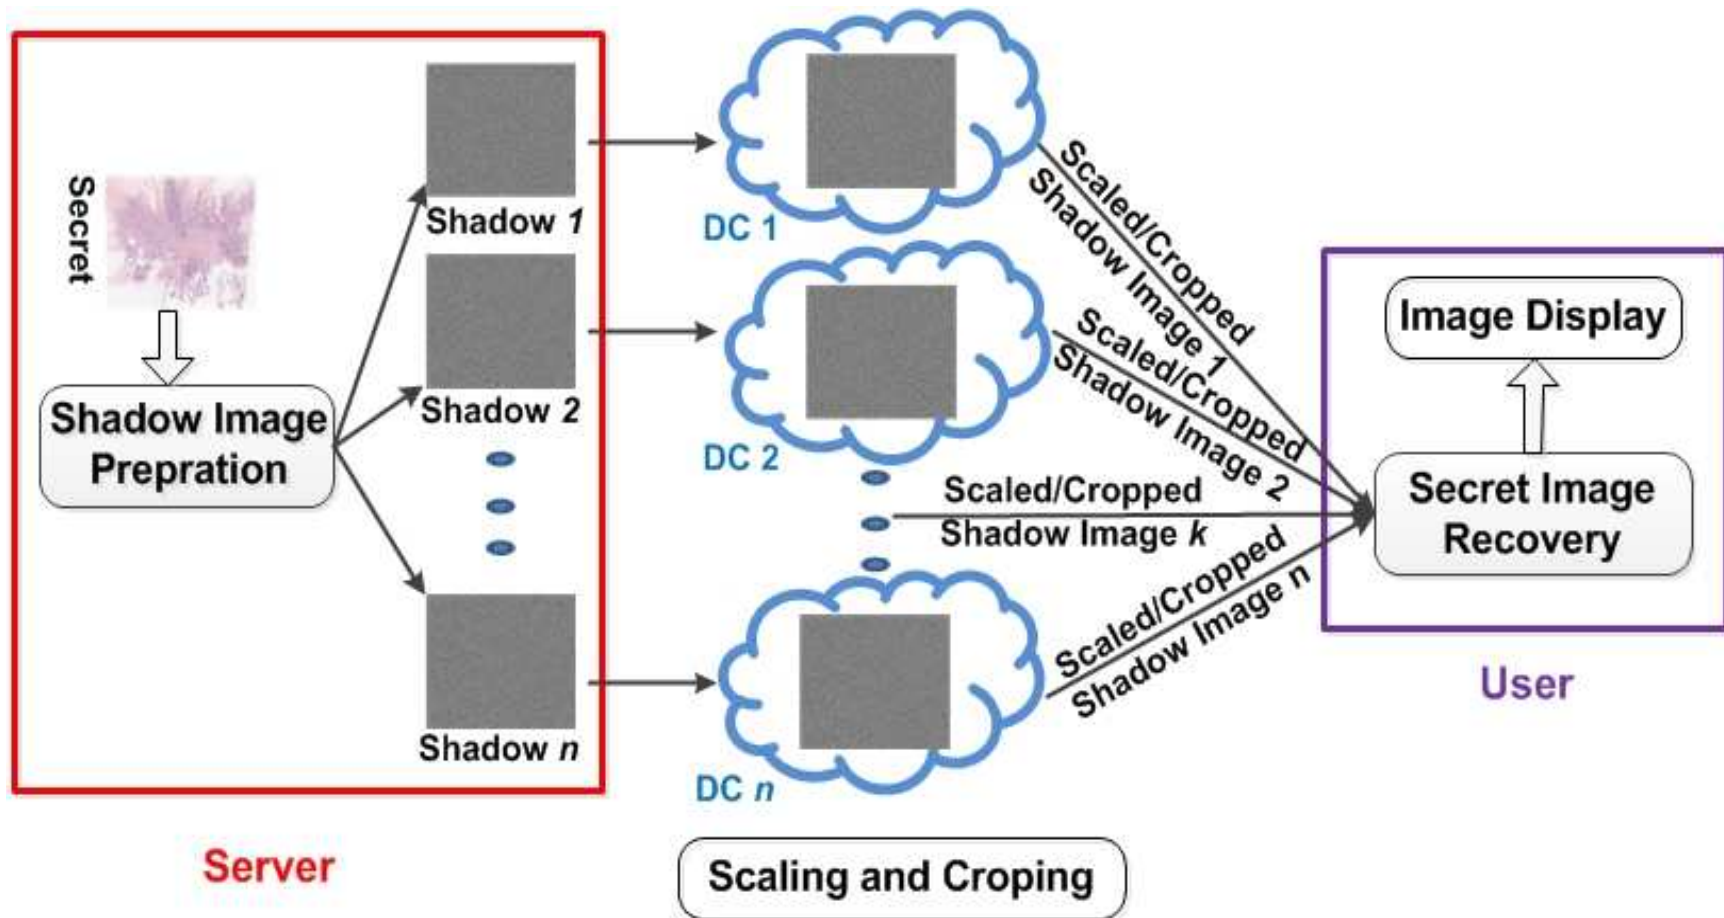 Secret
Shadow Image
Prepration
Shadow 1
Shadow 2
Shadow n
Server
DC 1
DC 2
DC n
Scaling and Croping
Scaled/Cropped
Shadow Image 1
Scaled/Cropped
Shadow Image 2
Scaled/Cropped
Shadow Image k
Scaled/Cropped
Shadow Image n
Image Display
Secret Image
Recovery
User